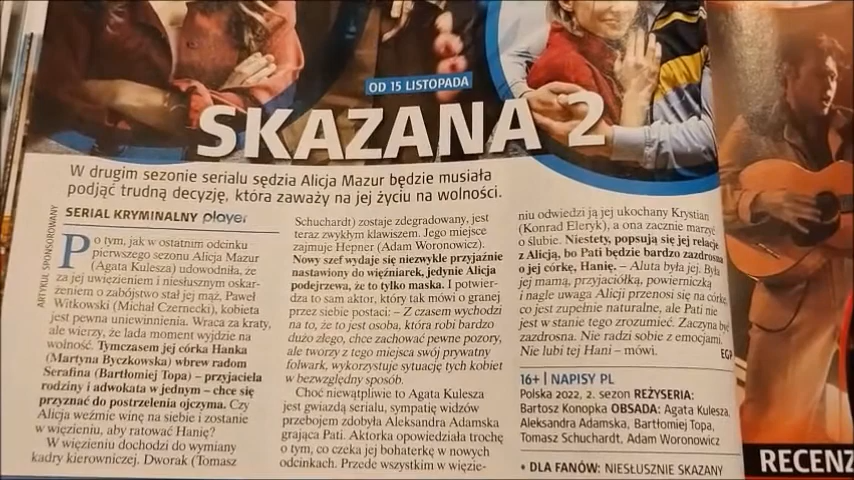 OD 15 LISTOPADA
SKAZANA 2
W drugim sezonie serialu sędzia Alicja Mazur będzie musiała
podjąć trudną decyzję, która zaważy na jej życiu na wolności.
SERIAL KRYMINALNY player
ARTYKUŁ SPONSOROWANY
Po tym, jak w ostatnim odcinku
pierwszego sezonu Alicja Mazur
(Agata Kulesza) udowodniła, że
za jej uwięzieniem i niesłusznym oskar-
żeniem o zabójstwo stał jej mąż, Paweł
Witkowski (Michał Czernecki), kobieta
jest pewna uniewinnienia. Wraca za kraty,
ale wierzy, że lada moment wyjdzie na
wolność. Tymczasem jej córka Hanka
(Martyna Byczkowska) wbrew radom
Serafina (Bartłomiej Topa) – przyjaciela
rodziny i adwokata w jednym – chce się
przyznać do postrzelenia ojczyma. Czy
Alicja weźmie winę na siebie i zostanie
w więzieniu, aby ratować Hanię?
W więzieniu dochodzi do wymiany
kadry kierowniczej. Dworak (Tomasz
Schuchardt) zostaje zdegradowany, jest
teraz zwykłym klawiszem. Jego miejsce
zajmuje Hepner (Adam Woronowicz).
Nowy szef wydaje się niezwykle przyjaźnie
nastawiony do więźniarek, jedynie Alicja
podejrzewa, że to tylko maska. I potwier-
dza to sam aktor, który tak mówi o granej
przez siebie postaci: – Z czasem wychodzi
na to, że to jest osoba, która robi bardzo
dużo złego, chce zachować pewne pozory,
ale tworzy z tego miejsca swój prywatny
folwark, wykorzystuje sytuację tych kobiet
w bezwzględny sposób.
Choć niewątpliwie to Agata Kulesza
jest gwiazdą serialu, sympatię widzów
przebojem zdobyła Aleksandra Adamska
grająca Pati. Aktorka opowiedziała trochę
o tym, co czeka jej bohaterkę w nowych
odcinkach. Przede wszystkim w więzie-
niu odwiedzi ją jej ukochany Krystian
(Konrad Eleryk), a ona zacznie marzyć
o ślubie. Niestety, popsują się jej relacje
z Alicją, bo Pati będzie bardzo zazdrosna
o jej córkę, Hanię. – Aluta była jej. Była
jej mamą, przyjaciółką, powierniczką
i nagle uwaga Alicji przenosi się na córkę,
co jest zupełnie naturalne, ale Pati nie
jest w stanie tego zrozumieć. Zaczyna być
zazdrosna. Nie radzi sobie z emocjami.
Nie lubi tej Hani – mówi.
EGP
16+ | NAPISY PL
Polska 2022, 2. sezon REŻYSERIA:
Bartosz Konopka OBSADA: Agata Kulesza,
Aleksandra Adamska, Bartłomiej Topa,
Tomasz Schuchardt, Adam Woronowicz
• DLA FANÓW: NIESŁUSZNIE SKAZANY
RECENZ